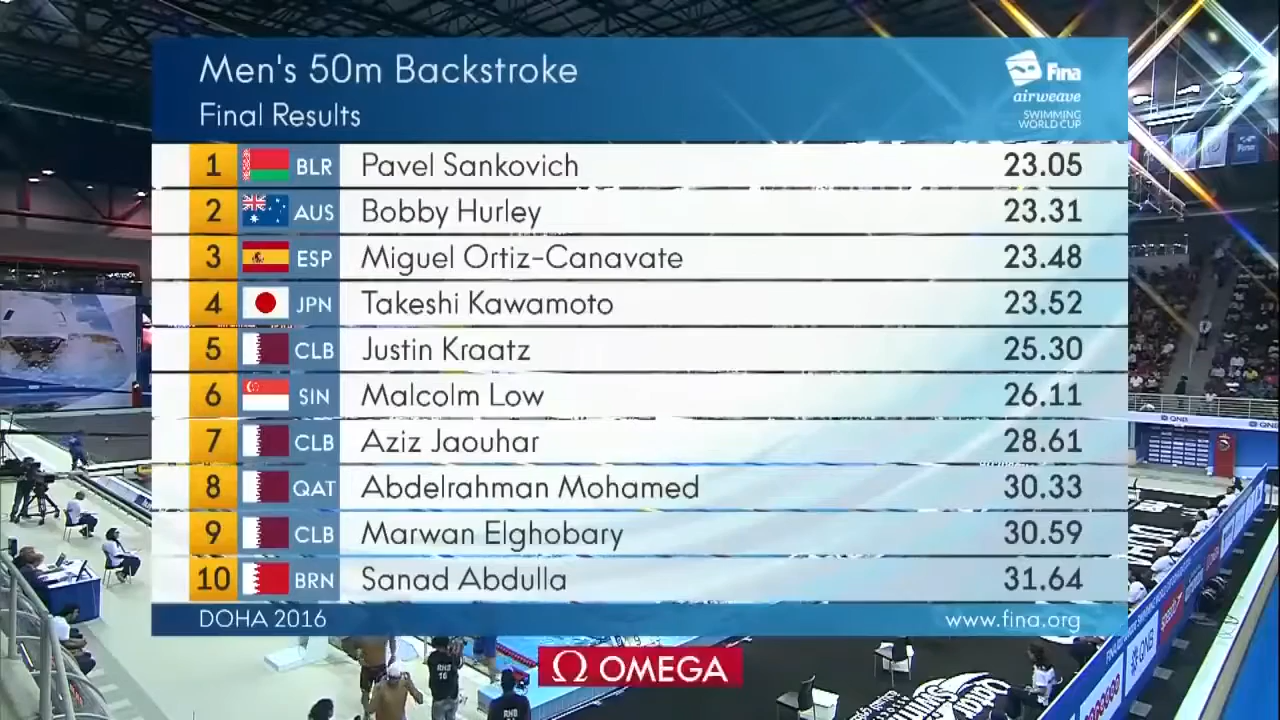 Men's 50m Backstroke
Final Results
Fina
airweave
SWIMMING
WORLD CUP
1 BLR Pavel Sankovich 23.05
2 AUS Bobby Hurley 23.31
3 ESP Miguel Ortiz-Canavate 23.48
4 JPN Takeshi Kawamoto 23.52
5 CLB Justin Kraatz 25.30
6 SIN Malcolm Low 26.11
7 CLB Aziz Jaouhar 28.61
8 QAT Abdelrahman Mohamed 30.33
9 CLB Marwan Elghobary 30.59
10 BRN Sanad Abdulla 31.64
DOHA 2016 www.fina.org
Ω OMEGA
QNB
QNB